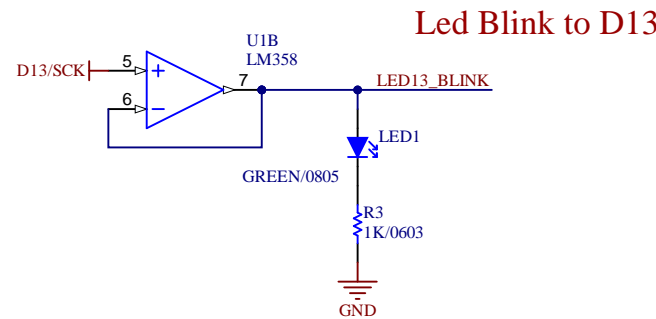 Led Blink to D13
U1B
LM358
D13/SCK
5
+
6
−
7
LED13_BLINK
LED1
GREEN/0805
R3
1K/0603
GND